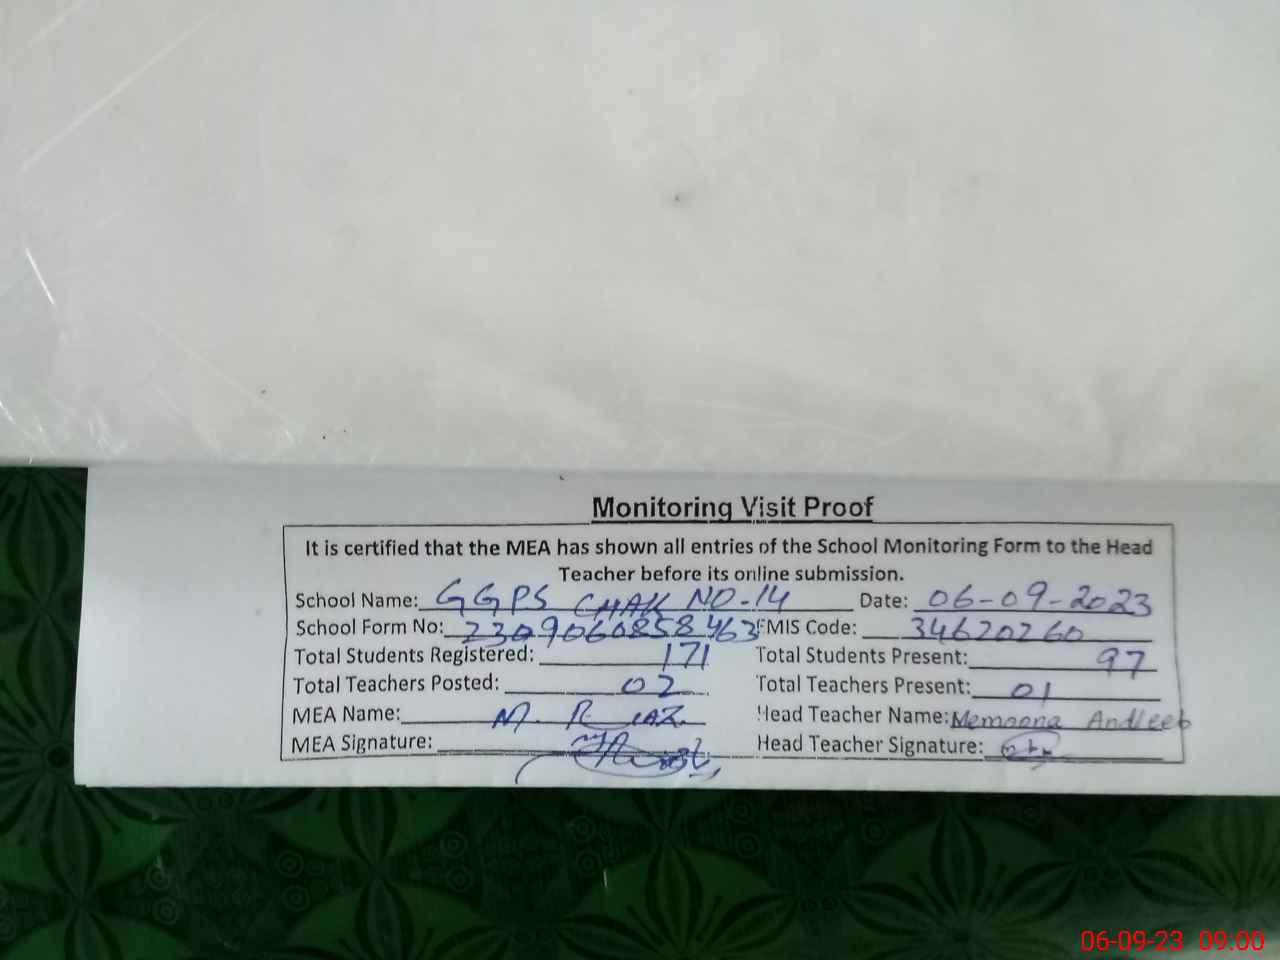 Monitoring Visit Proof
It is certified that the MEA has shown all entries of the School Monitoring Form to the Head
Teacher before its online submission.
School Name: GGPS CHAK NO-14 Date: 06-09-2023
School Form No: 2309060858463 EMIS Code: 34620260
Total Students Registered: 171 Total Students Present: 97
Total Teachers Posted: 02 Total Teachers Present: 01
MEA Name: M. RIAZ Head Teacher Name: Memoona Andleeb
MEA Signature: Head Teacher Signature:
06-09-23 09:00